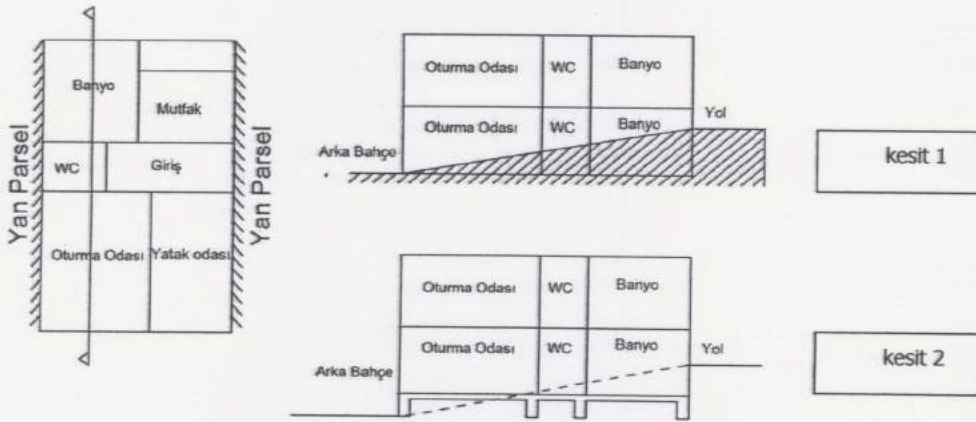 Yan Parsel
Banyo
Mutfak
WC
Giriş
Oturma Odası
Yatak odası
Yan Parsel
Oturma Odası WC Banyo
Oturma Odası WC Banyo
Yol
Arka Bahçe
kesit 1
Oturma Odası WC Banyo
Oturma Odası WC Banyo
Yol
Arka Bahçe
kesit 2